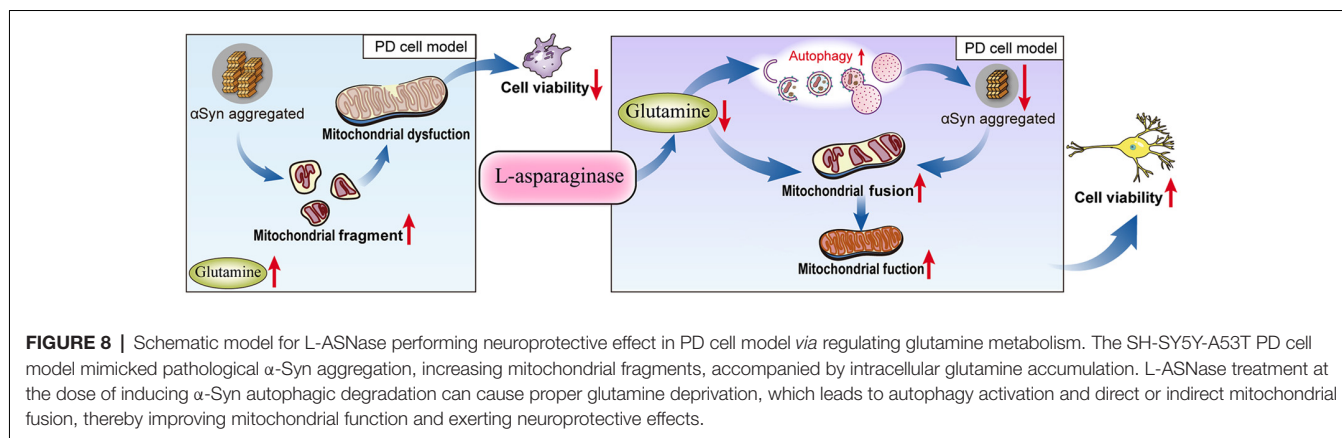 PD cell model
αSyn aggregated
Mitochondrial dysfuction
Cell viability
Mitochondrial fragment
Glutamine
L-asparaginase
PD cell model
Autophagy
Glutamine
αSyn aggregated
Mitochondrial fusion
Mitochondrial fuction
Cell viability
FIGURE 8 | Schematic model for L-ASNase performing neuroprotective effect in PD cell model via regulating glutamine metabolism. The SH-SY5Y-A53T PD cell
model mimicked pathological α-Syn aggregation, increasing mitochondrial fragments, accompanied by intracellular glutamine accumulation. L-ASNase treatment at
the dose of inducing α-Syn autophagic degradation can cause proper glutamine deprivation, which leads to autophagy activation and direct or indirect mitochondrial
fusion, thereby improving mitochondrial function and exerting neuroprotective effects.